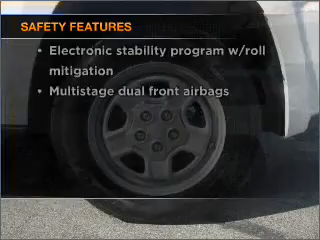 SAFETY FEATURES
• Electronic stability program w/roll
mitigation
• Multistage dual front airbags